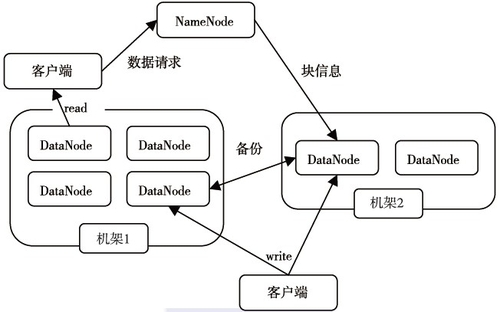 NameNode
数据请求
客户端
块信息
read
DataNode
DataNode
备份
DataNode
DataNode
DataNode
DataNode
机架1
机架2
write
客户端